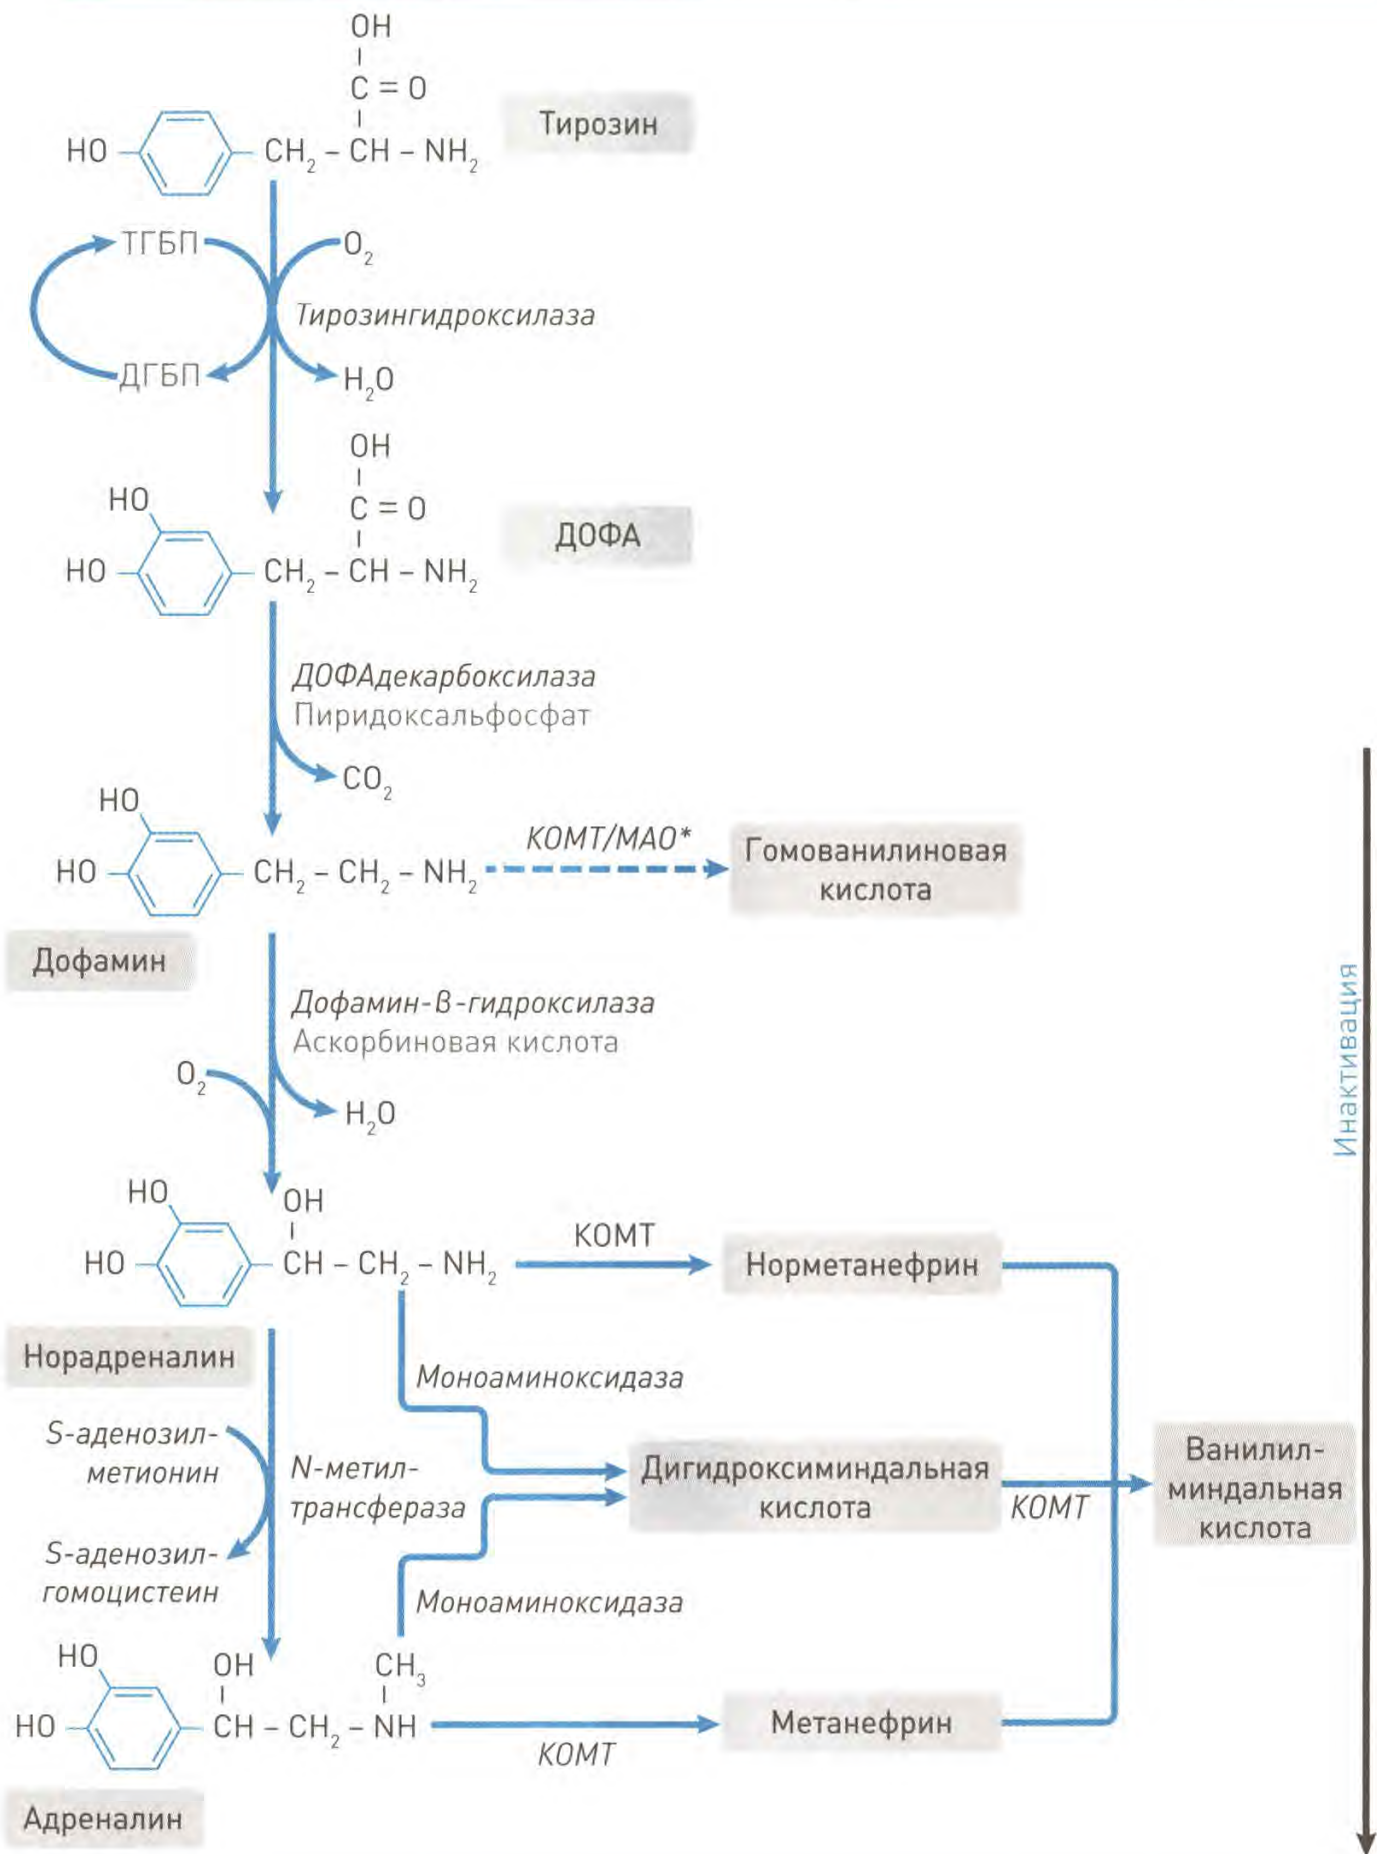 OH
C = O
Тирозин
HO
CH₂ – CH – NH₂
ТГБП
O₂
Тирозингидроксилаза
ДГБП
H₂O
OH
HO
C = O
ДОФА
HO
CH₂ – CH – NH₂
ДОФАдекарбоксилаза
Пиридоксальфосфат
CO₂
HO
КОМТ/МАО*
HO
CH₂ – CH₂ – NH₂
Гомованилиновая
кислота
Дофамин
Дофамин-β-гидроксилаза
Аскорбиновая кислота
O₂
H₂O
Инактивация
HO
OH
HO
CH – CH₂ – NH₂
КОМТ
Норметанефрин
Норадреналин
Моноаминоксидаза
S-аденозил-
метионин
N-метил-
трансфераза
Дигидроксиминдальная
кислота
КОМТ
Ванилил-
миндальная
кислота
S-аденозил-
гомоцистеин
Моноаминоксидаза
HO
OH
CH₃
HO
CH – CH₂ – NH
КОМТ
Метанефрин
Адреналин